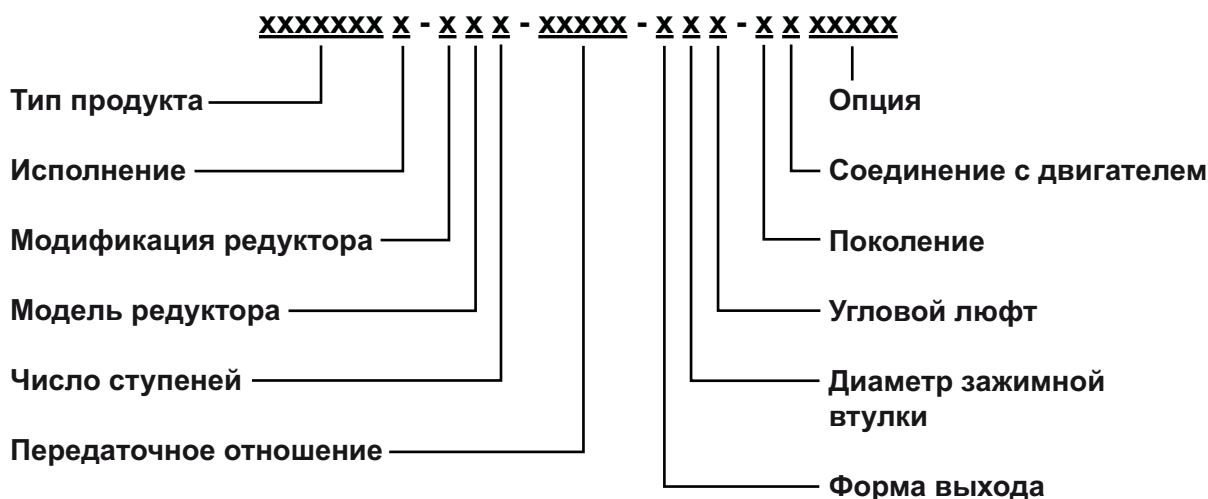 xxxxxxx x - x x x - xxxxx - x x x - x x xxxxx
Тип продукта
Исполнение
Модификация редуктора
Модель редуктора
Число ступеней
Передаточное отношение
Опция
Соединение с двигателем
Поколение
Угловой люфт
Диаметр зажимной
втулки
Форма выхода